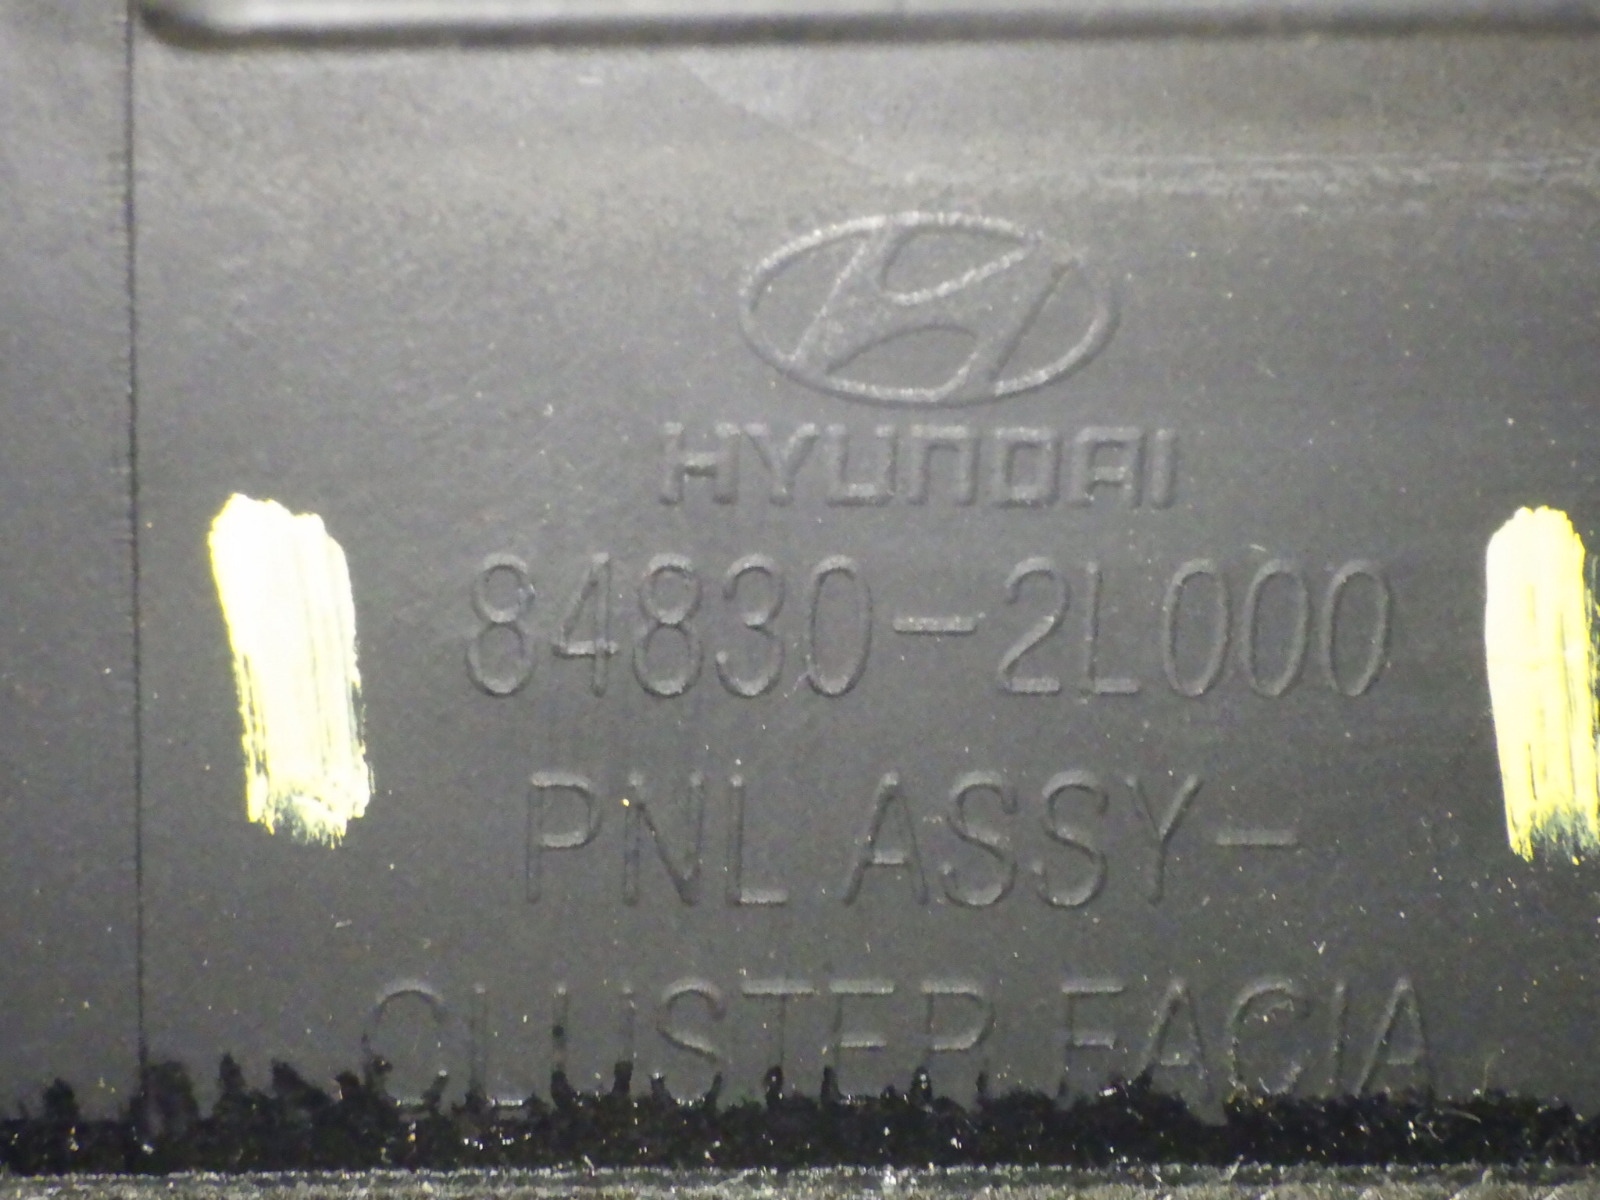 HYUNDAI
84830-2L000
PNL ASSY-
CLUSTER FACIA